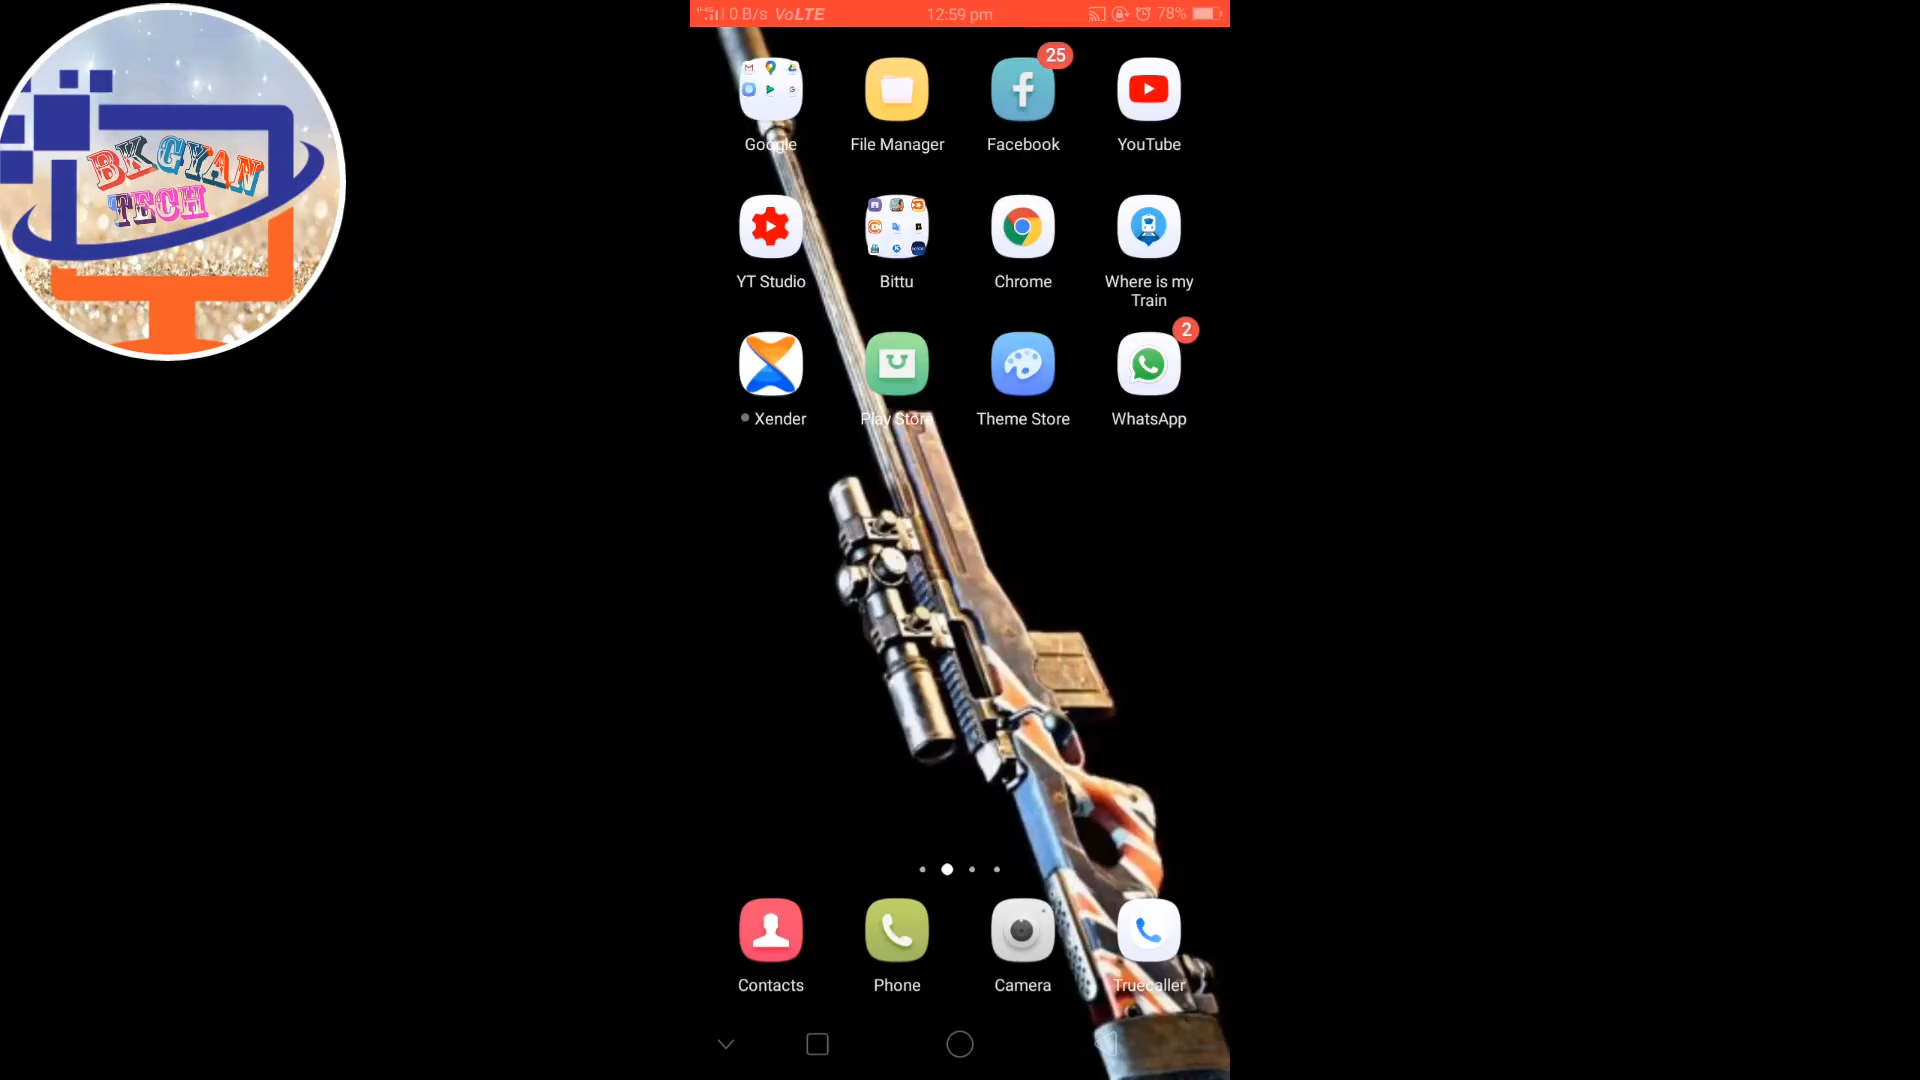 BK GYAN
TECH
0 B/s VoLTE
12:59 pm
78%
25
Google
File Manager
Facebook
YouTube
YT Studio
Bittu
Chrome
Where is my
Train
2
Xender
Play Store
Theme Store
WhatsApp
Contacts
Phone
Camera
Truecaller